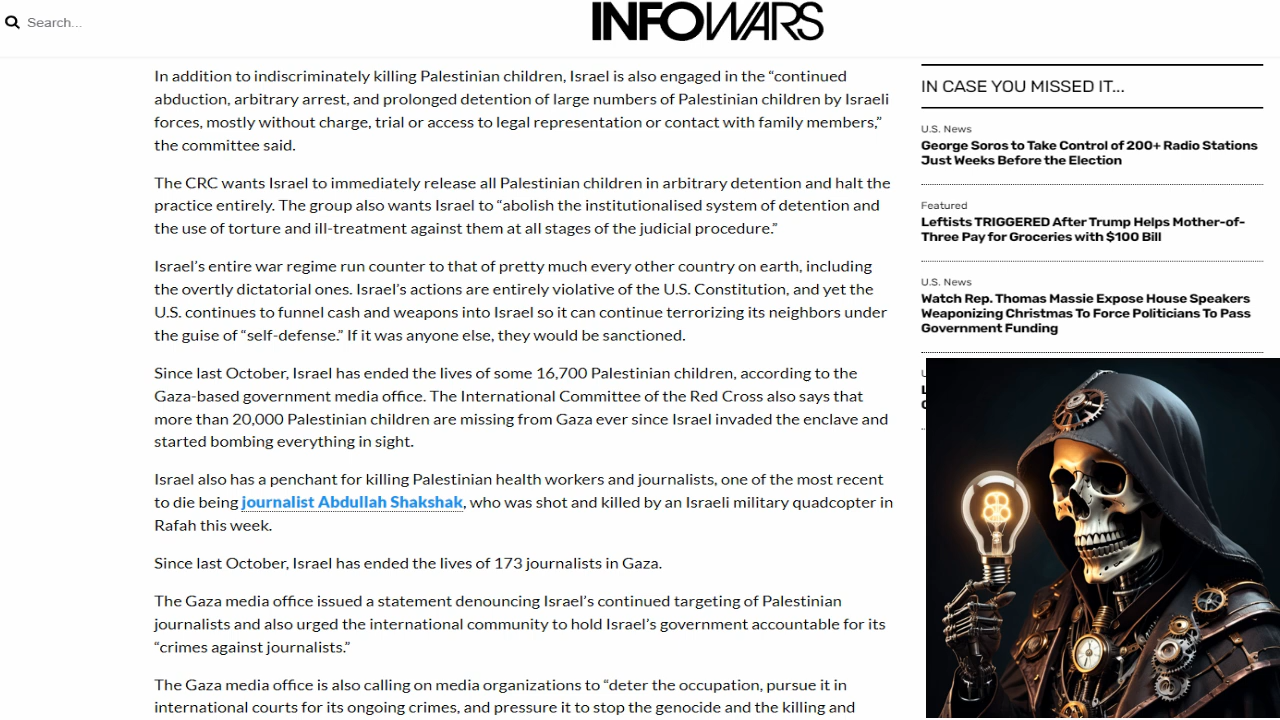 Search...
INFOWARS
In addition to indiscriminately killing Palestinian children, Israel is also engaged in the “continued
abduction, arbitrary arrest, and prolonged detention of large numbers of Palestinian children by Israeli
forces, mostly without charge, trial or access to legal representation or contact with family members,”
the committee said.
The CRC wants Israel to immediately release all Palestinian children in arbitrary detention and halt the
practice entirely. The group also wants Israel to “abolish the institutionalised system of detention and
the use of torture and ill-treatment against them at all stages of the judicial procedure.”
Israel’s entire war regime run counter to that of pretty much every other country on earth, including
the overtly dictatorial ones. Israel’s actions are entirely violative of the U.S. Constitution, and yet the
U.S. continues to funnel cash and weapons into Israel so it can continue terrorizing its neighbors under
the guise of “self-defense.” If it was anyone else, they would be sanctioned.
Since last October, Israel has ended the lives of some 16,700 Palestinian children, according to the
Gaza-based government media office. The International Committee of the Red Cross also says that
more than 20,000 Palestinian children are missing from Gaza ever since Israel invaded the enclave and
started bombing everything in sight.
Israel also has a penchant for killing Palestinian health workers and journalists, one of the most recent
to die being journalist Abdullah Shakshak, who was shot and killed by an Israeli military quadcopter in
Rafah this week.
Since last October, Israel has ended the lives of 173 journalists in Gaza.
The Gaza media office issued a statement denouncing Israel’s continued targeting of Palestinian
journalists and also urged the international community to hold Israel’s government accountable for its
“crimes against journalists.”
The Gaza media office is also calling on media organizations to “deter the occupation, pursue it in
international courts for its ongoing crimes, and pressure it to stop the genocide and the killing and
IN CASE YOU MISSED IT...
U.S. News
George Soros to Take Control of 200+ Radio Stations
Just Weeks Before the Election
Featured
Leftists TRIGGERED After Trump Helps Mother-of-
Three Pay for Groceries with $100 Bill
U.S. News
Watch Rep. Thomas Massie Expose House Speakers
Weaponizing Christmas To Force Politicians To Pass
Government Funding